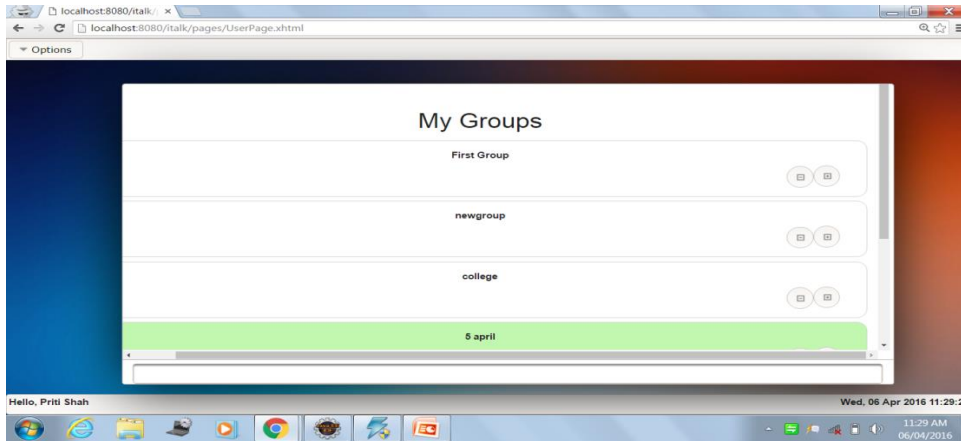 localhost:8080/italk/
localhost:8080/italk/pages/UserPage.xhtml
Options
My Groups
First Group
newgroup
college
5 april
Hello, Priti Shah
Wed, 06 Apr 2016 11:29:2
11:29 AM
06/04/2016